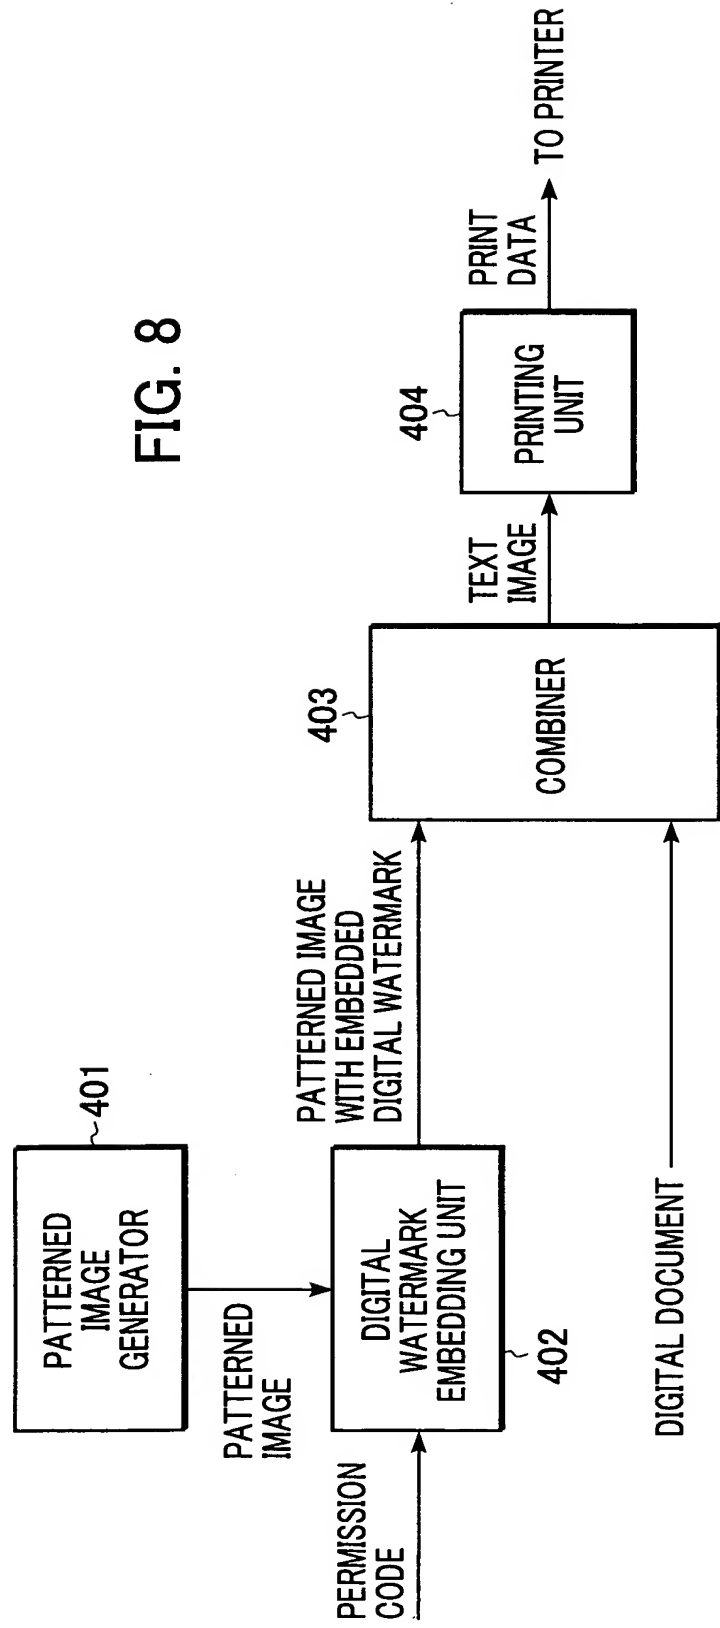 FIG. 8
PATTERNED
IMAGE
GENERATOR
401
PATTERNED
IMAGE
PERMISSION
CODE
DIGITAL
WATERMARK
EMBEDDING UNIT
402
PATTERNED IMAGE
WITH EMBEDDED
DIGITAL WATERMARK
DIGITAL DOCUMENT
403
COMBINER
TEXT
IMAGE
404
PRINTING
UNIT
PRINT
DATA
TO PRINTER